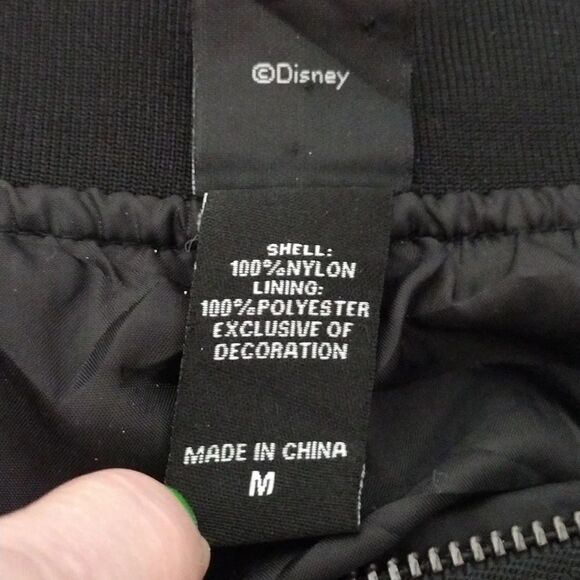 ©Disney
SHELL:
100%NYLON
LINING:
100%POLYESTER
EXCLUSIVE OF
DECORATION
MADE IN CHINA
M